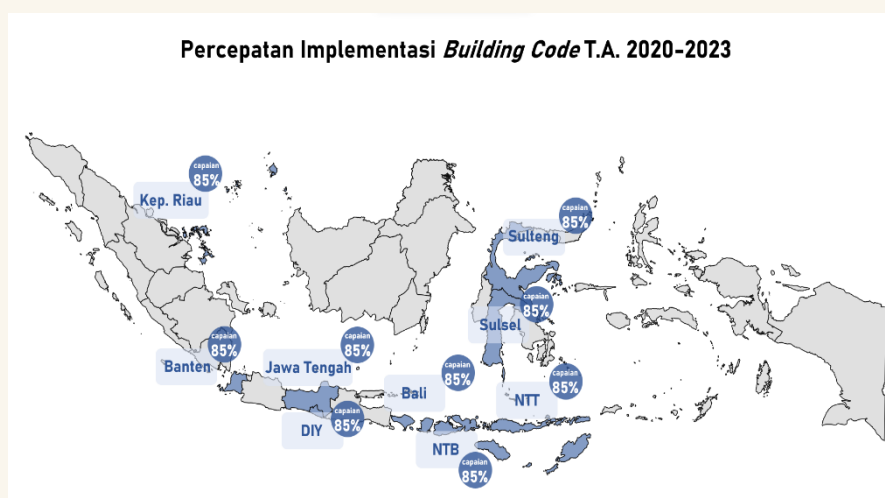 Percepatan Implementasi Building Code T.A. 2020-2023
capaian
85%
Kep. Riau
capaian
85%
Sulteng
capaian
85%
Sulsel
capaian
85%
Banten
capaian
85%
Jawa Tengah
capaian
85%
Bali
capaian
85%
NTT
capaian
85%
DIY
NTB
capaian
85%